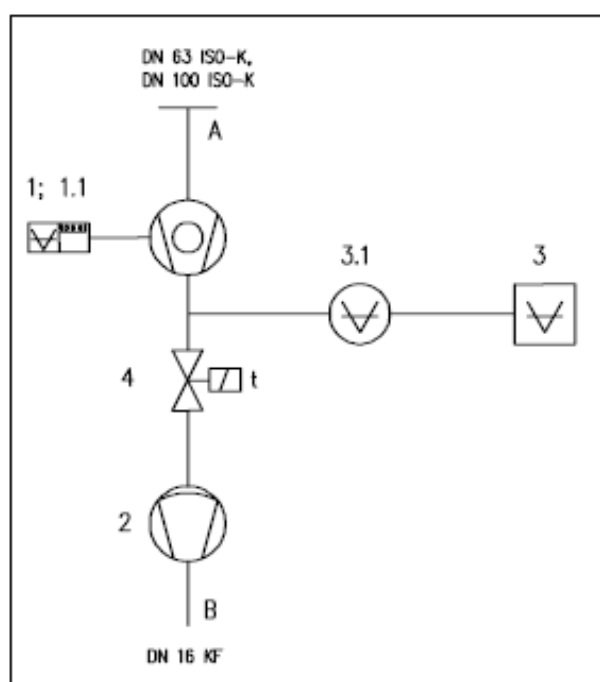 DN 63 ISO-K,
DN 100 ISO-K
A
1; 1.1
3.1
3
4
t
2
B
DN 16 KF